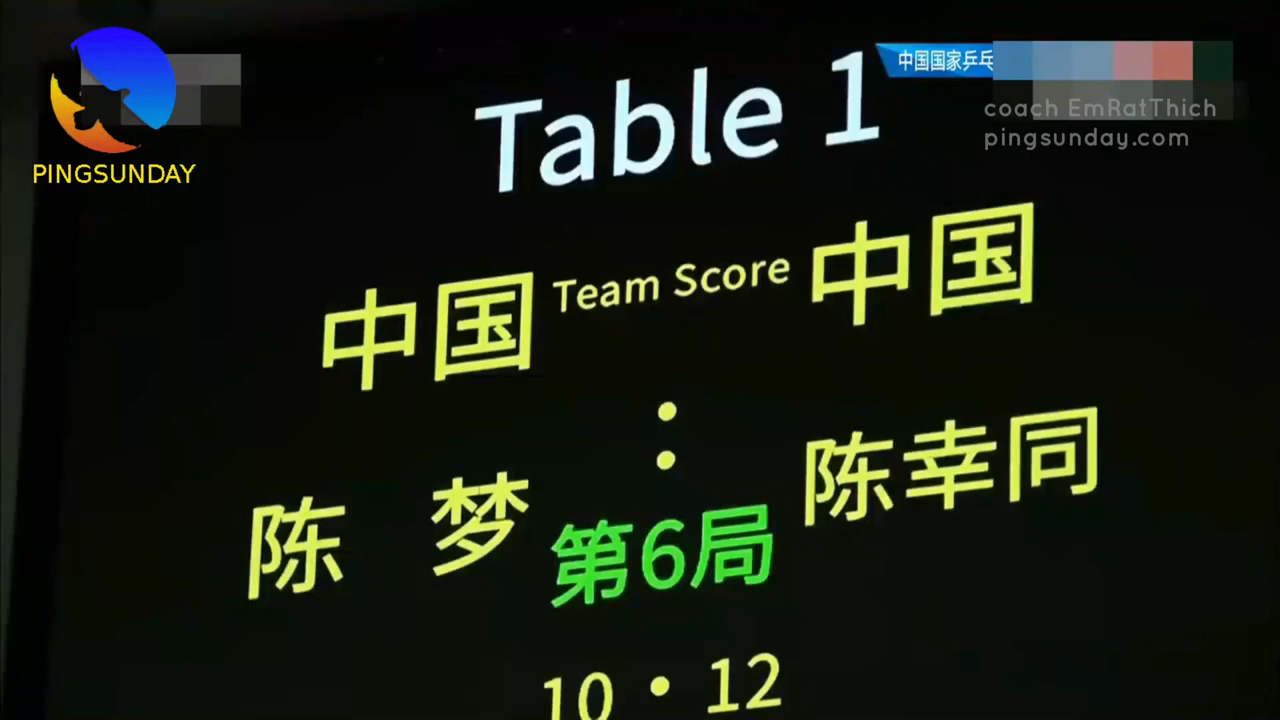 PINGSUNDAY
中国国家乒乓
coach EmRatThich
pingsunday.com
Table 1
中国 Team Score 中国
:
陈 梦 第6局 陈幸同
10 • 12